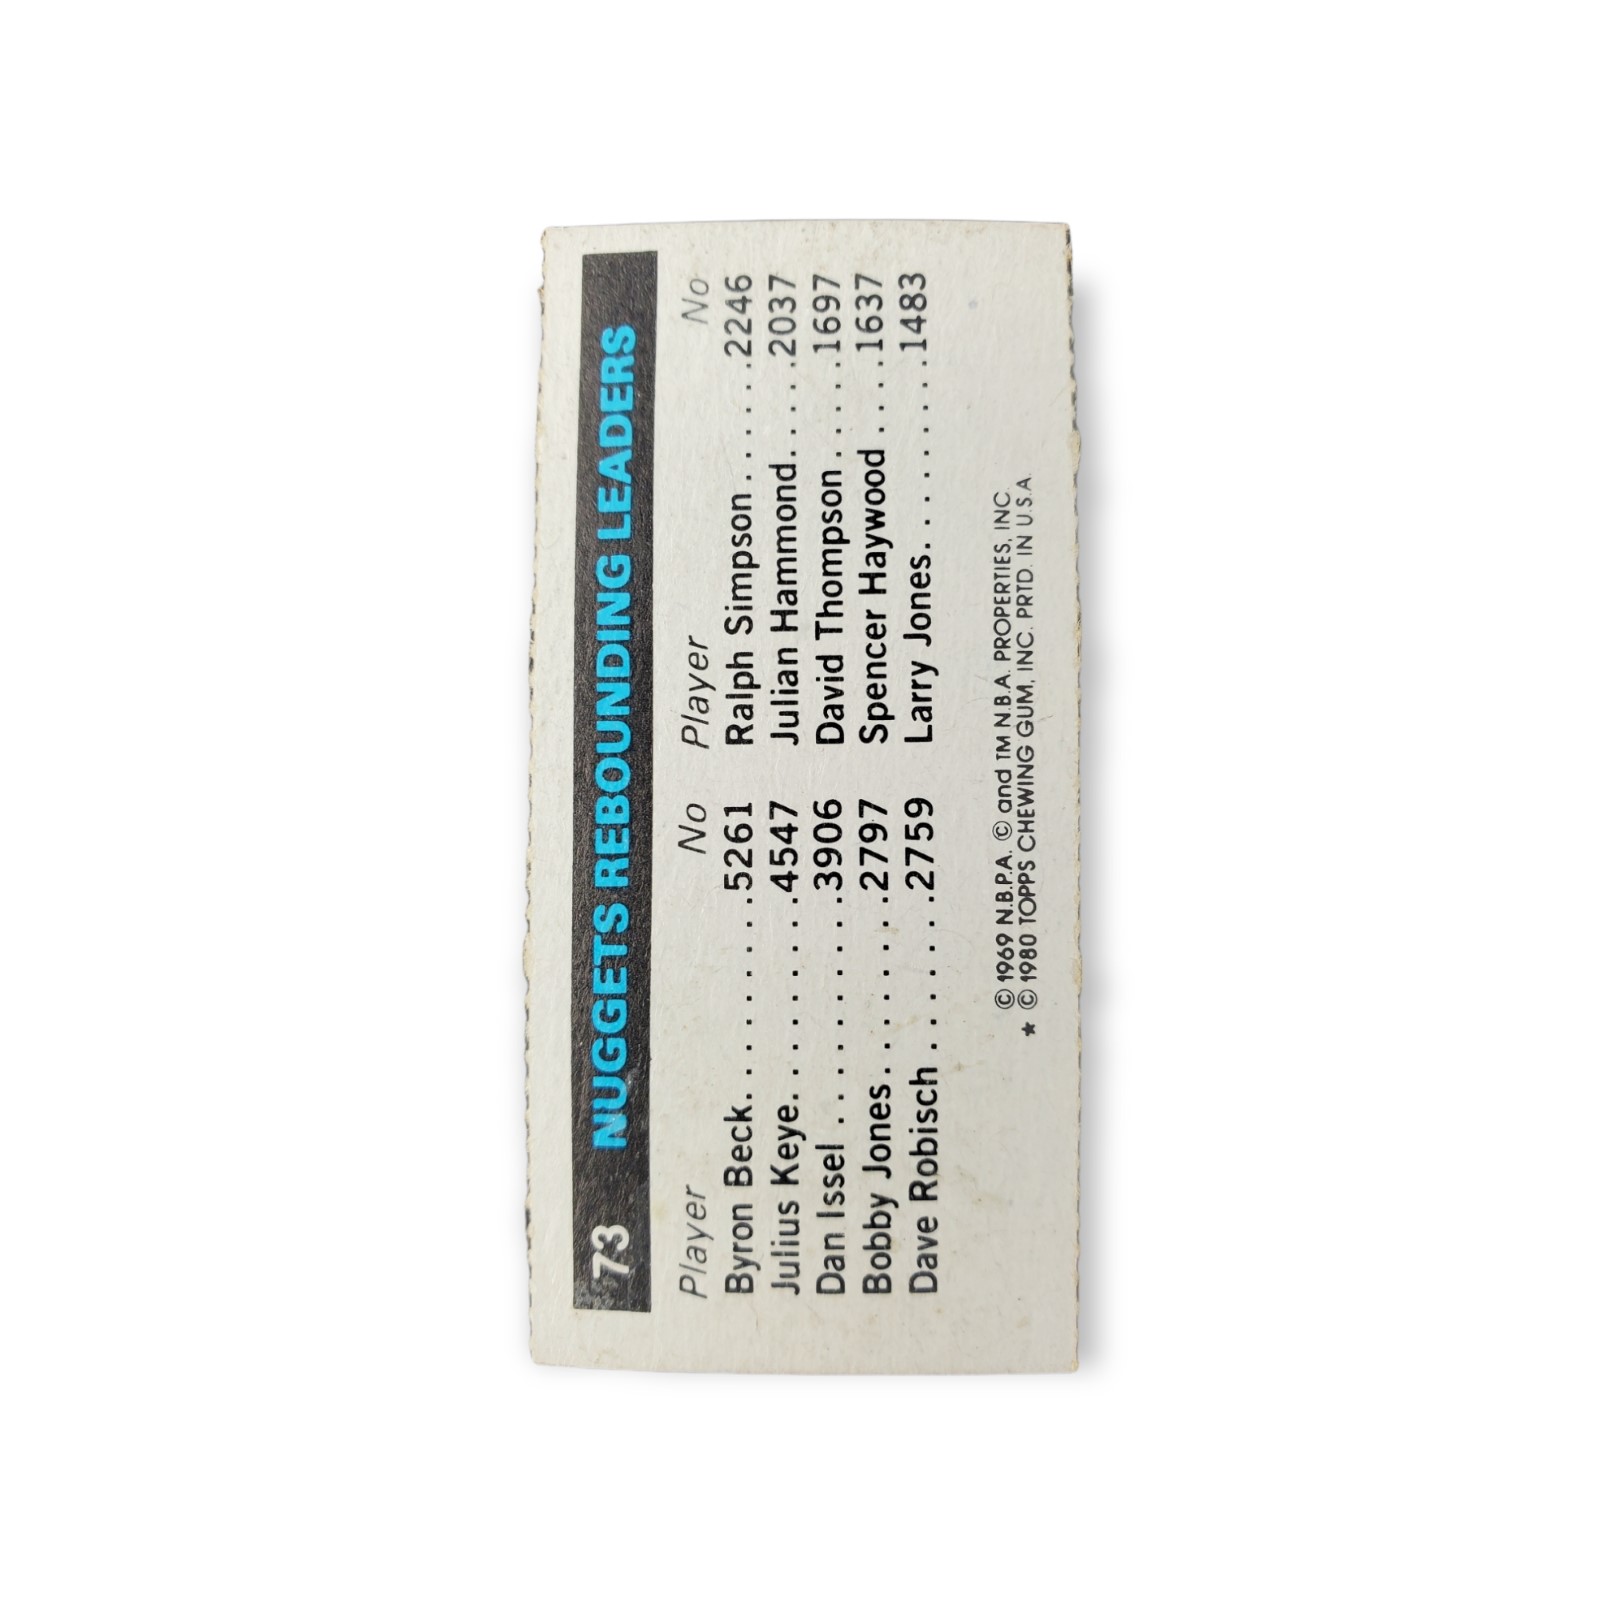 73 NUGGETS REBOUNDING LEADERS
Player No Player No
Byron Beck..........5261 Ralph Simpson......2246
Julius Keye..........4547 Julian Hammond.....2037
Dan Issel ..........3906 David Thompson.....1697
Bobby Jones........2797 Spencer Haywood....1637
Dave Robisch .......2759 Larry Jones.........1483
© 1969 N.B.P.A. © and TM N.B.A. PROPERTIES, INC.
★ © 1980 TOPPS CHEWING GUM, INC. PRTD. IN U.S.A.